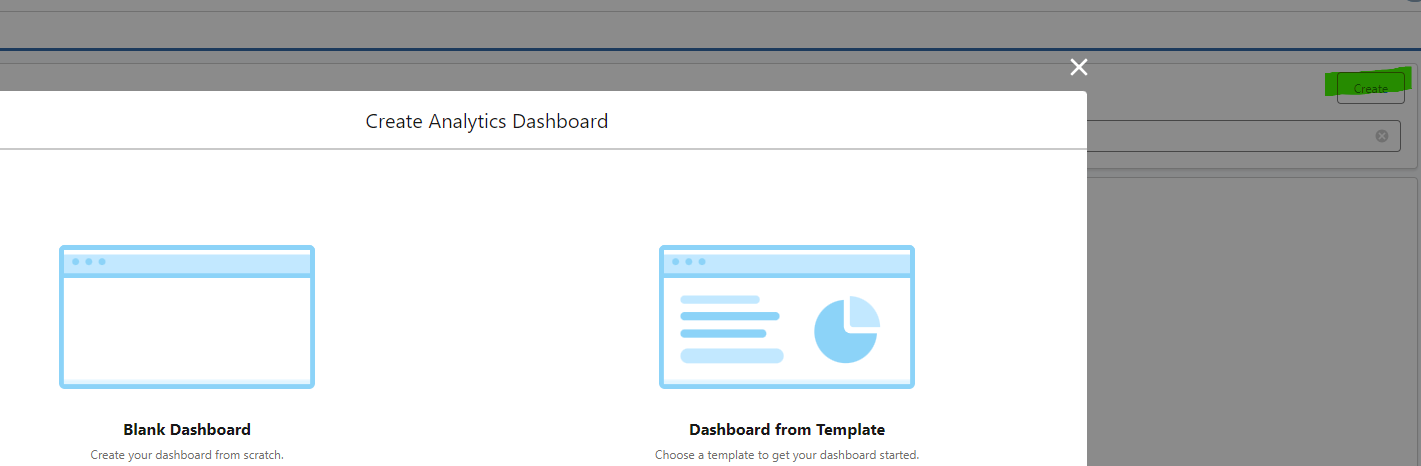 Create
Create Analytics Dashboard
Blank Dashboard
Create your dashboard from scratch.
Dashboard from Template
Choose a template to get your dashboard started.